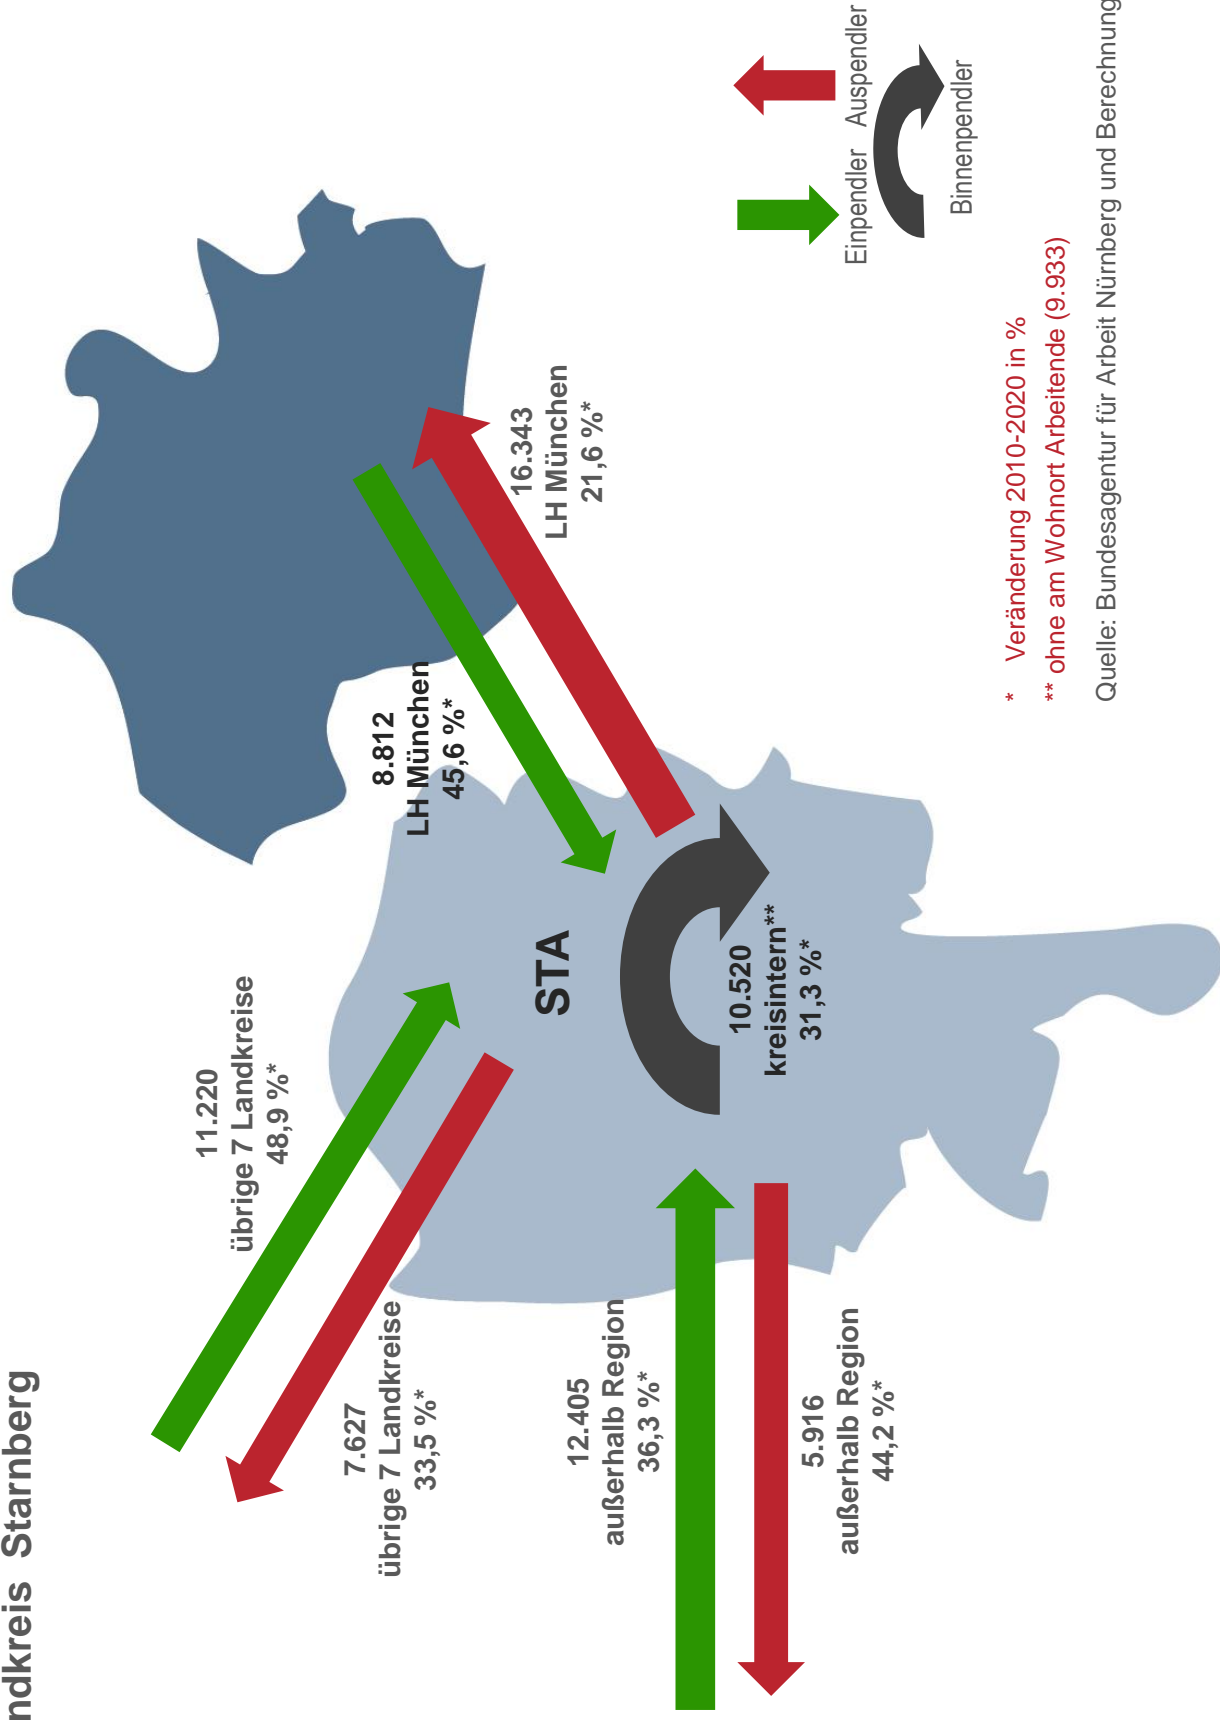 ndkreis Starnberg
11.220
übrige 7 Landkreise
48,9 %*
7.627
übrige 7 Landkreise
33,5 %*
8.812
LH München
45,6 %*
16.343
LH München
21,6 %*
STA
10.520
kreisintern**
31,3 %*
12.405
außerhalb Region
36,3 %*
5.916
außerhalb Region
44,2 %*
Einpendler Auspendler
Binnenpendler
* Veränderung 2010-2020 in %
** ohne am Wohnort Arbeitende (9.933)
Quelle: Bundesagentur für Arbeit Nürnberg und Berechnung